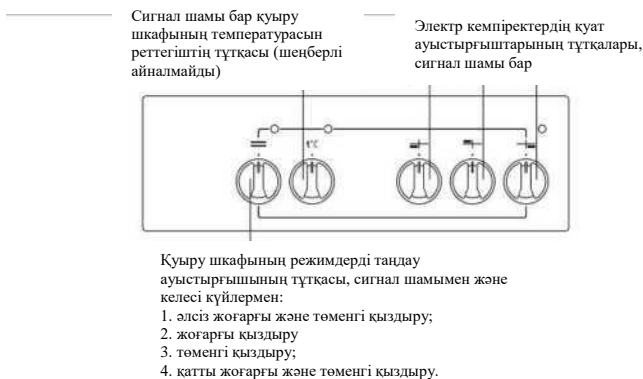 Сигнал шамы бар қуыру
шкафының температурасын
реттегіштің тұтқасы (шеңберлі
айналмайды)
Электр кемпіректердің қуат
ауыстырғыштарының тұтқалары,
сигнал шамы бар
t°C
Қуыру шкафының режимдерді таңдау
ауыстырғышының тұтқасы, сигнал шамымен және
келесі күйлермен:
1. әлсіз жоғарғы және төменгі қыздыру;
2. жоғарғы қыздыру
3. төменгі қыздыру;
4. қатты жоғарғы және төменгі қыздыру.